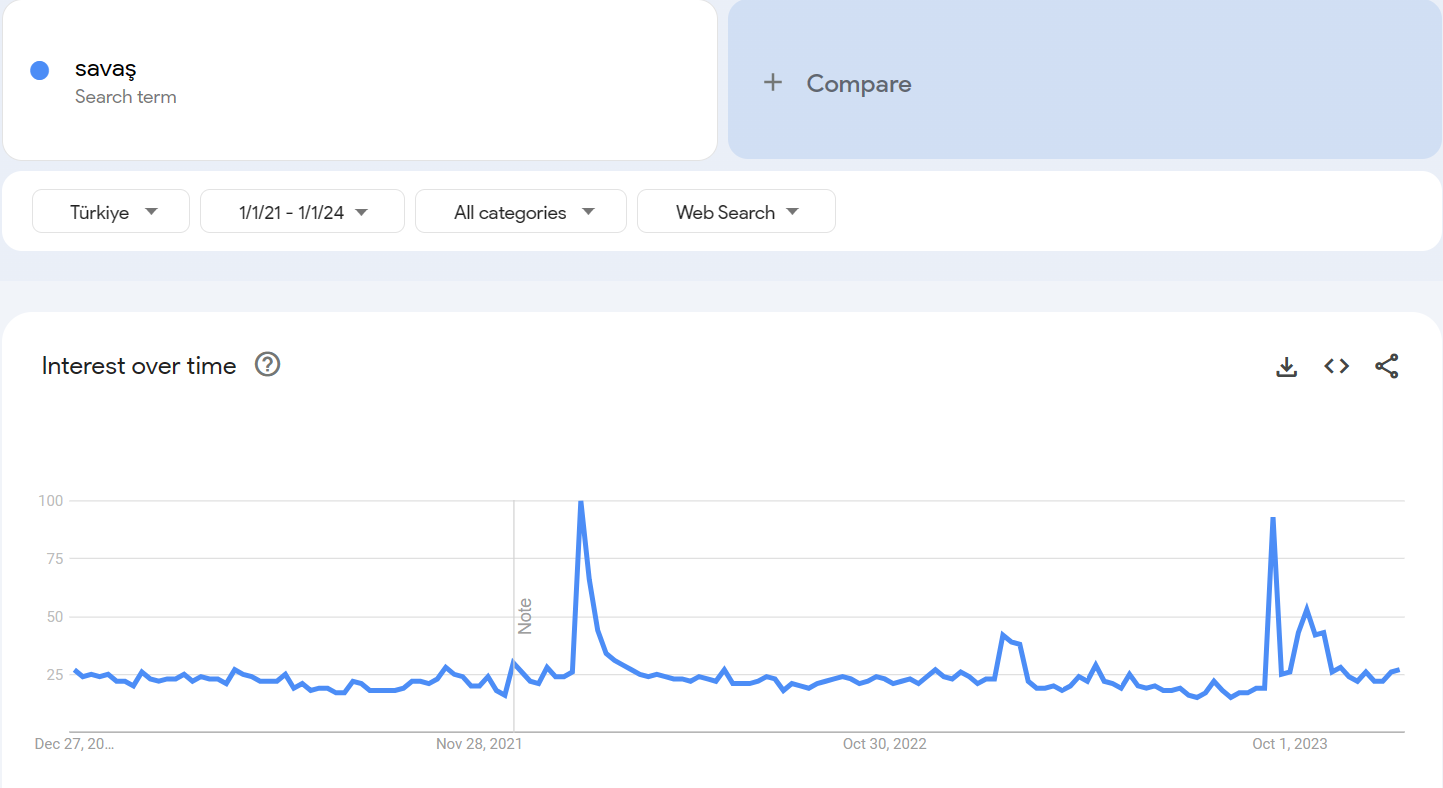 savaş
Search term
+ Compare
Türkiye
1/1/21 - 1/1/24
All categories
Web Search
Interest over time
100
75
50
25
Note
Dec 27, 20...
Nov 28, 2021
Oct 30, 2022
Oct 1, 2023